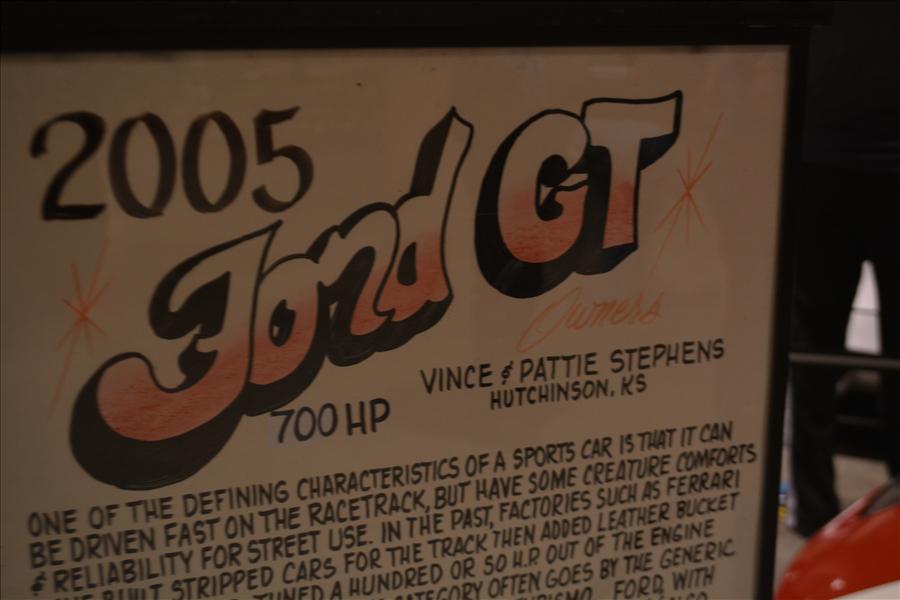 2005
Ford GT
Owners
VINCE & PATTIE STEPHENS
HUTCHINSON, KS
700 HP
ONE OF THE DEFINING CHARACTERISTICS OF A SPORTS CAR IS THAT IT CAN
BE DRIVEN FAST ON THE RACETRACK, BUT HAVE SOME CREATURE COMFORTS
& RELIABILITY FOR STREET USE. IN THE PAST, FACTORIES SUCH AS FERRARI
BUILT STRIPPED CARS FOR THE TRACK THEN ADDED LEATHER BUCKET
TUNED A HUNDRED OR SO H.P. OUT OF THE ENGINE
CATEGORY OFTEN GOES BY THE GENERIC
FORD, WITH